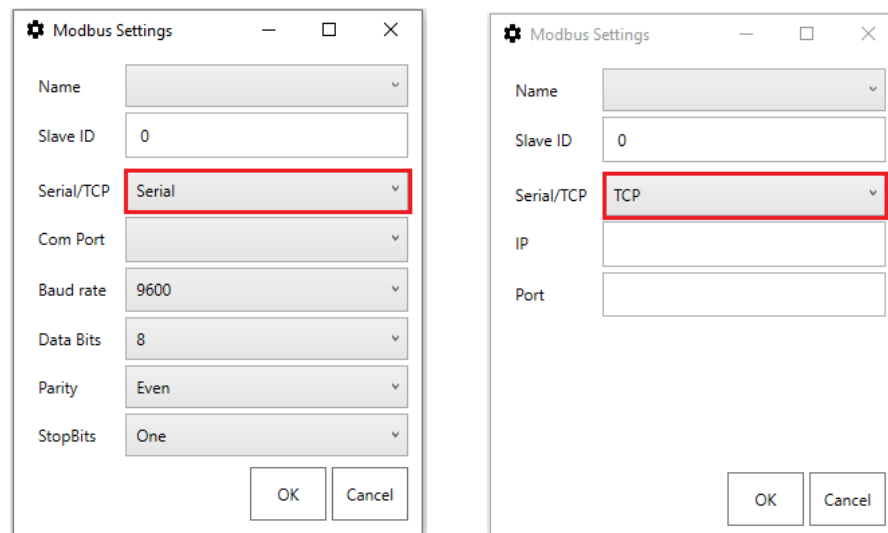 Modbus Settings
Name
Slave ID 0
Serial/TCP Serial
Com Port
Baud rate 9600
Data Bits 8
Parity Even
StopBits One
OK Cancel
Modbus Settings
Name
Slave ID 0
Serial/TCP TCP
IP
Port
OK Cancel